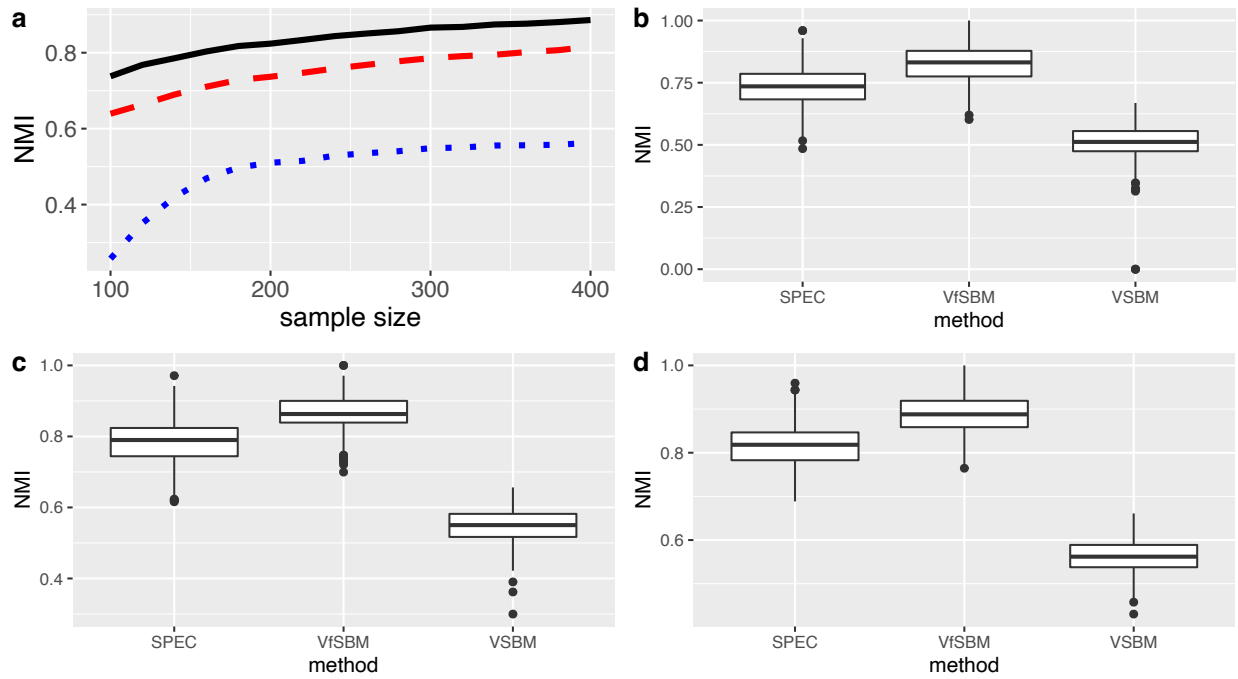 a
NMI
0.8
0.6
0.4
100
200
300
400
sample size
b
NMI
1.00
0.75
0.50
0.25
0.00
SPEC
VfSBM
VSBM
method
c
NMI
1.0
0.8
0.6
0.4
SPEC
VfSBM
VSBM
method
d
NMI
1.0
0.8
0.6
SPEC
VfSBM
VSBM
method